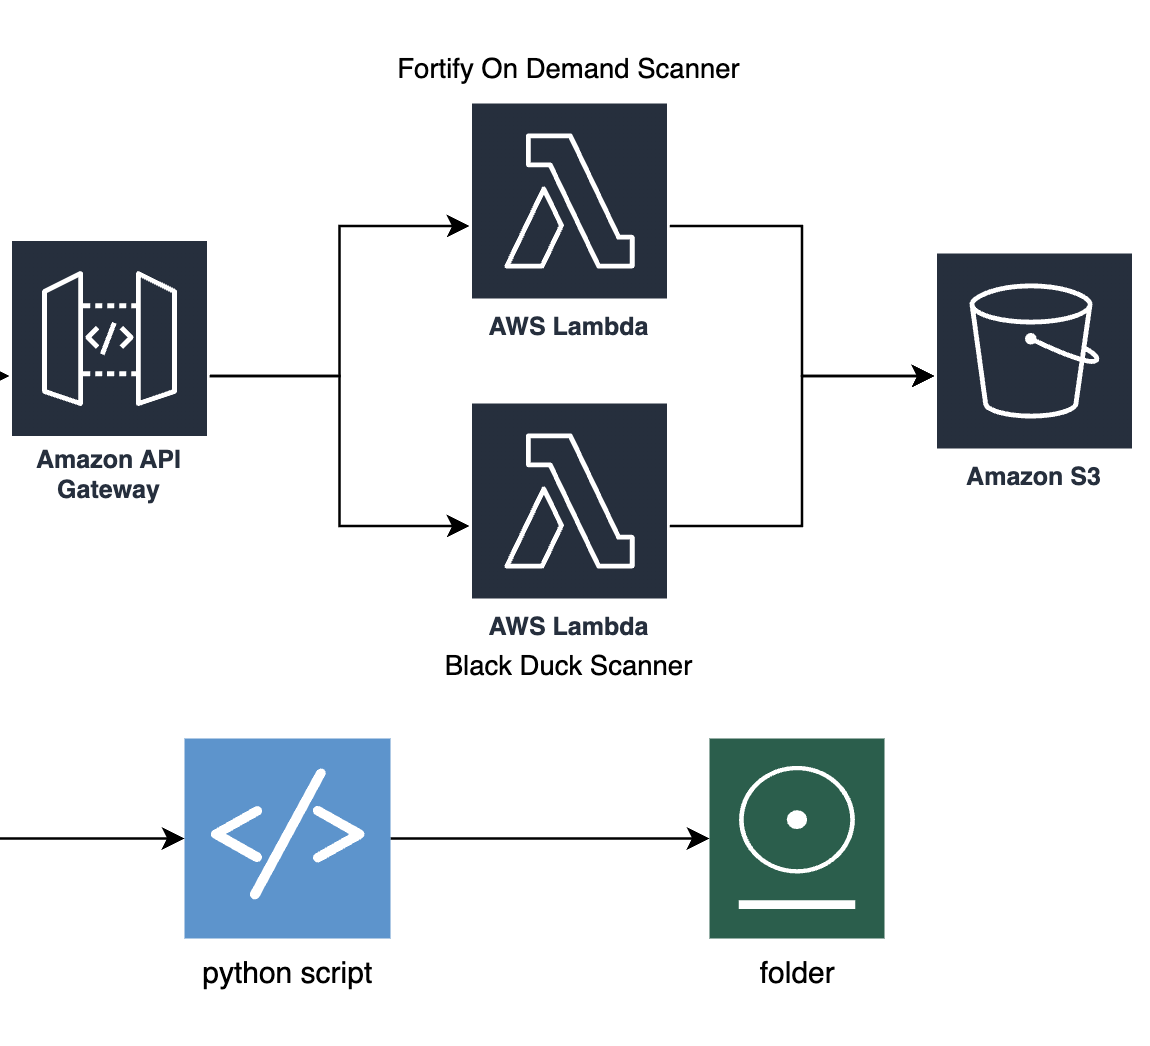 Fortify On Demand Scanner
AWS Lambda
</>
Amazon API
Gateway
Amazon S3
AWS Lambda
Black Duck Scanner
</>
python script
folder